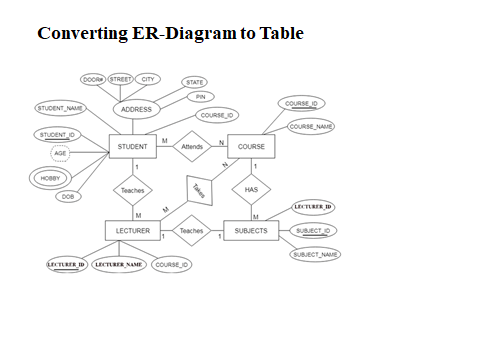 Converting ER-Diagram to Table
DOOR# STREET CITY
STATE
PIN
ADDRESS
STUDENT_NAME
COURSE_ID
COURSE_ID
COURSE_NAME
STUDENT_ID
AGE
HOBBY
DOB
STUDENT
M
Attends
N
COURSE
1
N
1
Teaches
Takes
HAS
M
M
M
LECTURER
1
Teaches
1
SUBJECTS
LECTURER_ID
SUBJECT_ID
SUBJECT_NAME
LECTURER_ID
LECTURER_NAME
COURSE_ID